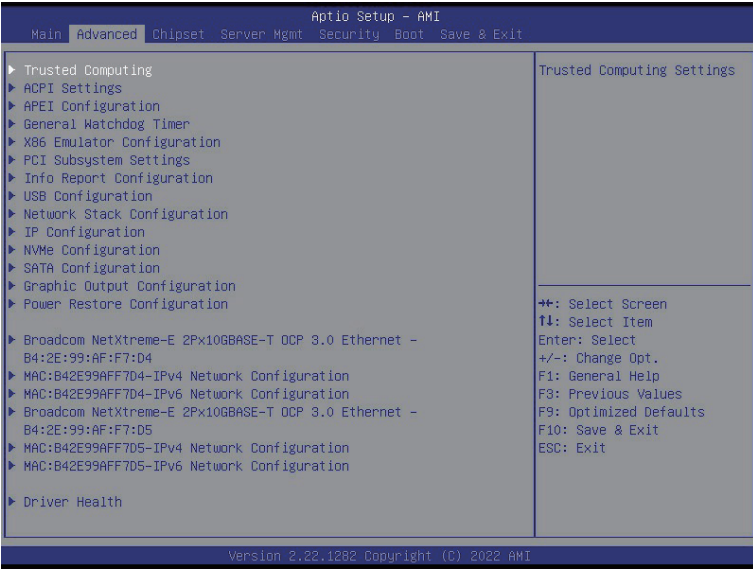 Aptio Setup – AMI
Main Advanced Chipset Server Mgmt Security Boot Save & Exit
▶ Trusted Computing
▶ ACPI Settings
▶ APEI Configuration
▶ General Watchdog Timer
▶ X86 Emulator Configuration
▶ PCI Subsystem Settings
▶ Info Report Configuration
▶ USB Configuration
▶ Network Stack Configuration
▶ IP Configuration
▶ NVMe Configuration
▶ SATA Configuration
▶ Graphic Output Configuration
▶ Power Restore Configuration
▶ Broadcom NetXtreme-E 2Px10GBASE-T OCP 3.0 Ethernet –
B4:2E:99:AF:F7:D4
▶ MAC:B42E99AFF7D4-IPv4 Network Configuration
▶ MAC:B42E99AFF7D4-IPv6 Network Configuration
▶ Broadcom NetXtreme-E 2Px10GBASE-T OCP 3.0 Ethernet –
B4:2E:99:AF:F7:D5
▶ MAC:B42E99AFF7D5-IPv4 Network Configuration
▶ MAC:B42E99AFF7D5-IPv6 Network Configuration
▶ Driver Health
Trusted Computing Settings
→←: Select Screen
↑↓: Select Item
Enter: Select
+/-: Change Opt.
F1: General Help
F3: Previous Values
F9: Optimized Defaults
F10: Save & Exit
ESC: Exit
Version 2.22.1282 Copyright (C) 2022 AMI